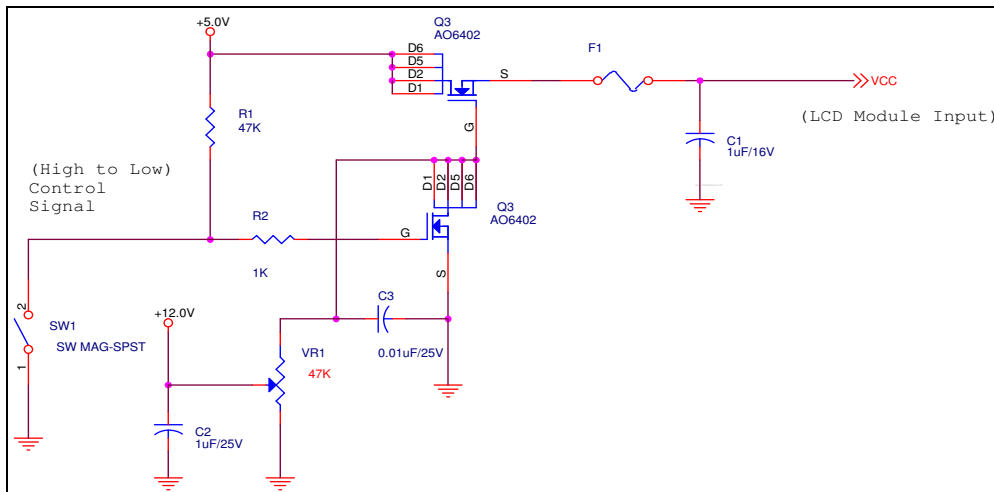 +5.0V
Q3
AO6402
D6
D5
D2
D1
S
G
F1
VCC
(LCD Module Input)
C1
1uF/16V
R1
47K
(High to Low)
Control
Signal
D1
D2
D5
D6
Q3
AO6402
R2
1K
G
S
2
1
SW1
SW MAG-SPST
+12.0V
C3
0.01uF/25V
VR1
47K
C2
1uF/25V